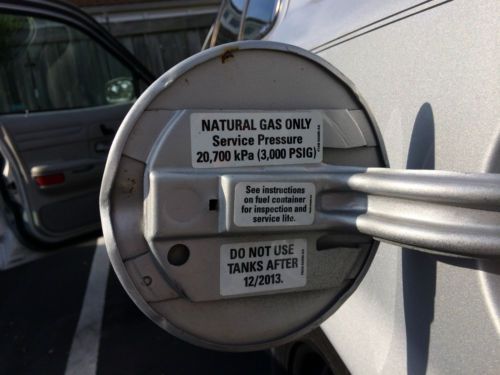 NATURAL GAS ONLY
Service Pressure
20,700 kPa (3,000 PSIG)
See instructions
on fuel container
for inspection and
service life.
DO NOT USE
TANKS AFTER
12/2013.